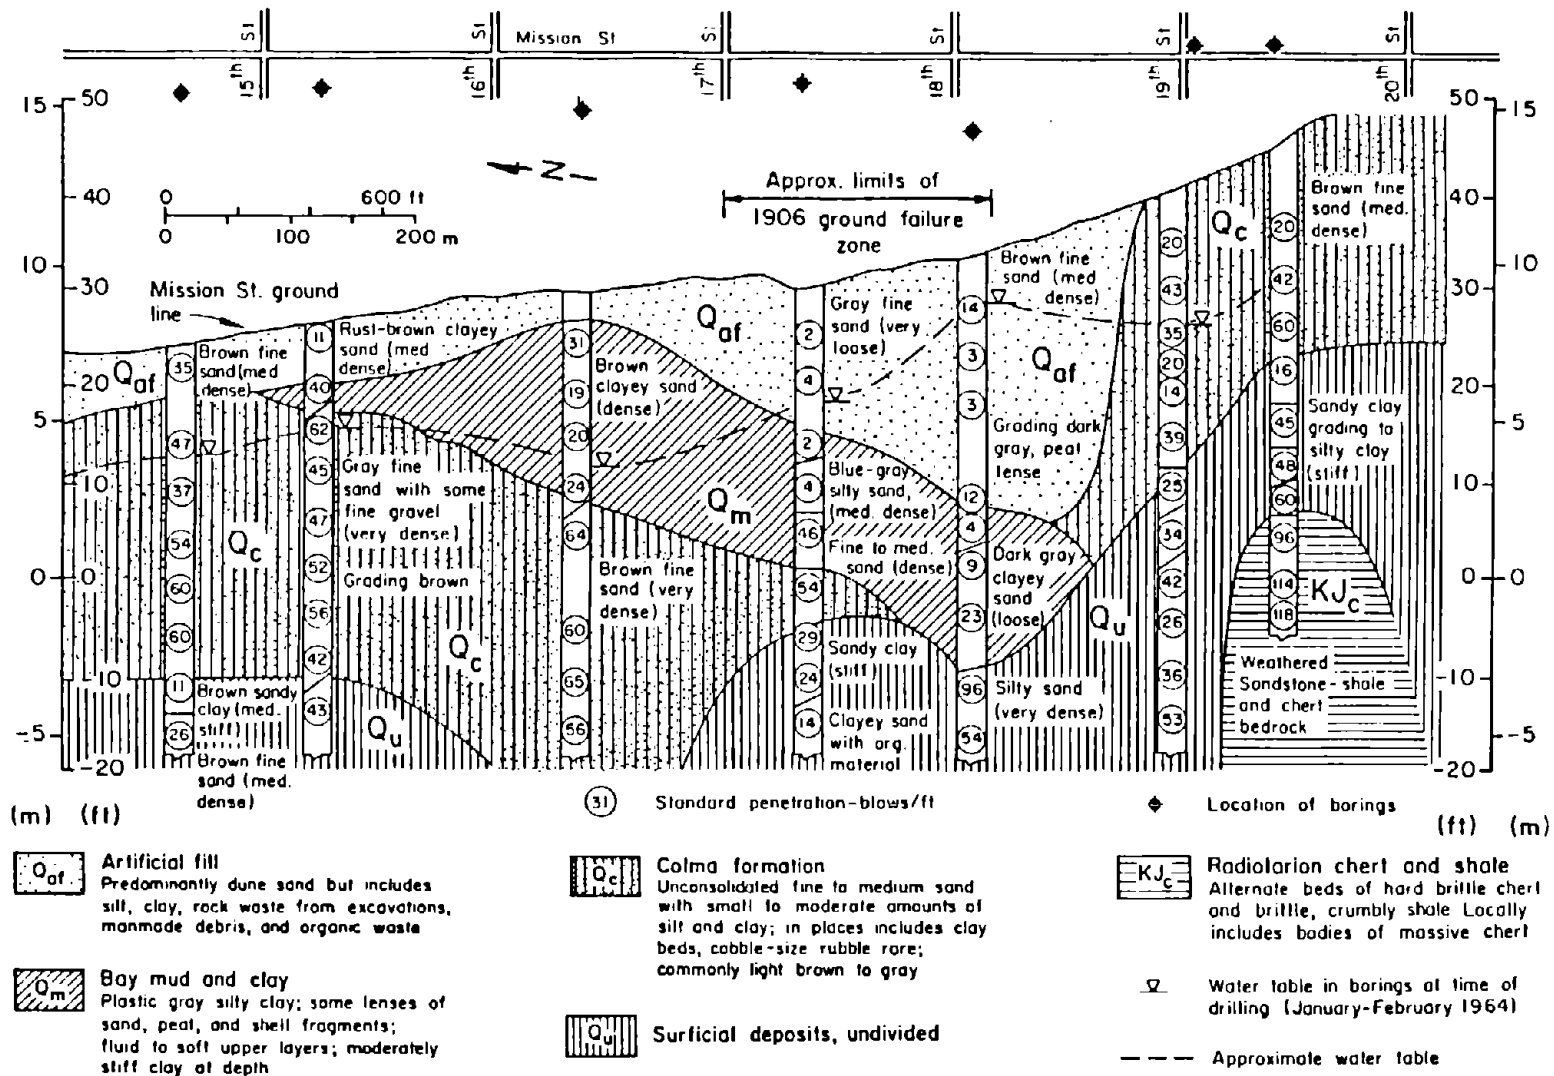 St
St
Mission St
St
St
St
St
15th
16th
17th
18th
19th
20th
15
50
50
15
N
0 600 ft
0 100 200 m
Approx. limits of
1906 ground failure
zone
40
40
10
30
30
10
20
20
5
10
10
5
0
0
0
0
-10
-10
-5
-5
-20
-20
(m) (ft)
(ft) (m)
Mission St. ground
line
Qaf
35
47
37
54
60
60
11
26
Brown fine
sand (med
dense)
Qc
Brown sandy
clay (med.
stiff)
Brown fine
sand (med.
dense)
11
40
62
45
47
52
56
42
43
Rust-brown clayey
sand (med
dense)
Gray fine
sand with some
fine gravel
(very dense)
Grading brown
Qc
Qu
31
19
20
24
64
60
65
56
Brown
clayey sand
(dense)
Brown fine
sand (very
dense)
Qaf
Qm
2
4
2
4
46
54
29
24
14
Gray fine
sand (very
loose)
Blue-gray
silty sand,
(med. dense)
Fine to med.
sand (dense)
Sandy clay
(stiff)
Clayey sand
with org.
material
14
3
3
12
4
9
23
96
54
Brown fine
sand (med
dense)
Qaf
Grading dark
gray, peat
lense
Dark gray
clayey
sand
(loose)
Silty sand
(very dense)
Qu
20
43
35
20
14
39
25
34
42
26
36
53
Qc
20
42
60
16
45
48
60
96
114
118
Brown fine
sand (med.
dense)
Sandy clay
grading to
silty clay
(stiff)
KJc
Weathered
Sandstone-shale
and chert
bedrock
31 Standard penetration-blows/ft
Location of borings
Qaf Artificial fill
Predominantly dune sand but includes
silt, clay, rock waste from excavations,
manmade debris, and organic waste
Qm Bay mud and clay
Plastic gray silty clay; some lenses of
sand, peat, and shell fragments;
fluid to soft upper layers; moderately
stiff clay at depth
Qc Colma formation
Unconsolidated fine to medium sand
with small to moderate amounts of
silt and clay; in places includes clay
beds, cobble-size rubble rare;
commonly light brown to gray
Qu Surficial deposits, undivided
KJc Radiolarion chert and shale
Alternate beds of hard brittle chert
and brittle, crumbly shale Locally
includes bodies of massive chert
Water table in borings at time of
drilling (January-February 1964)
Approximate water table